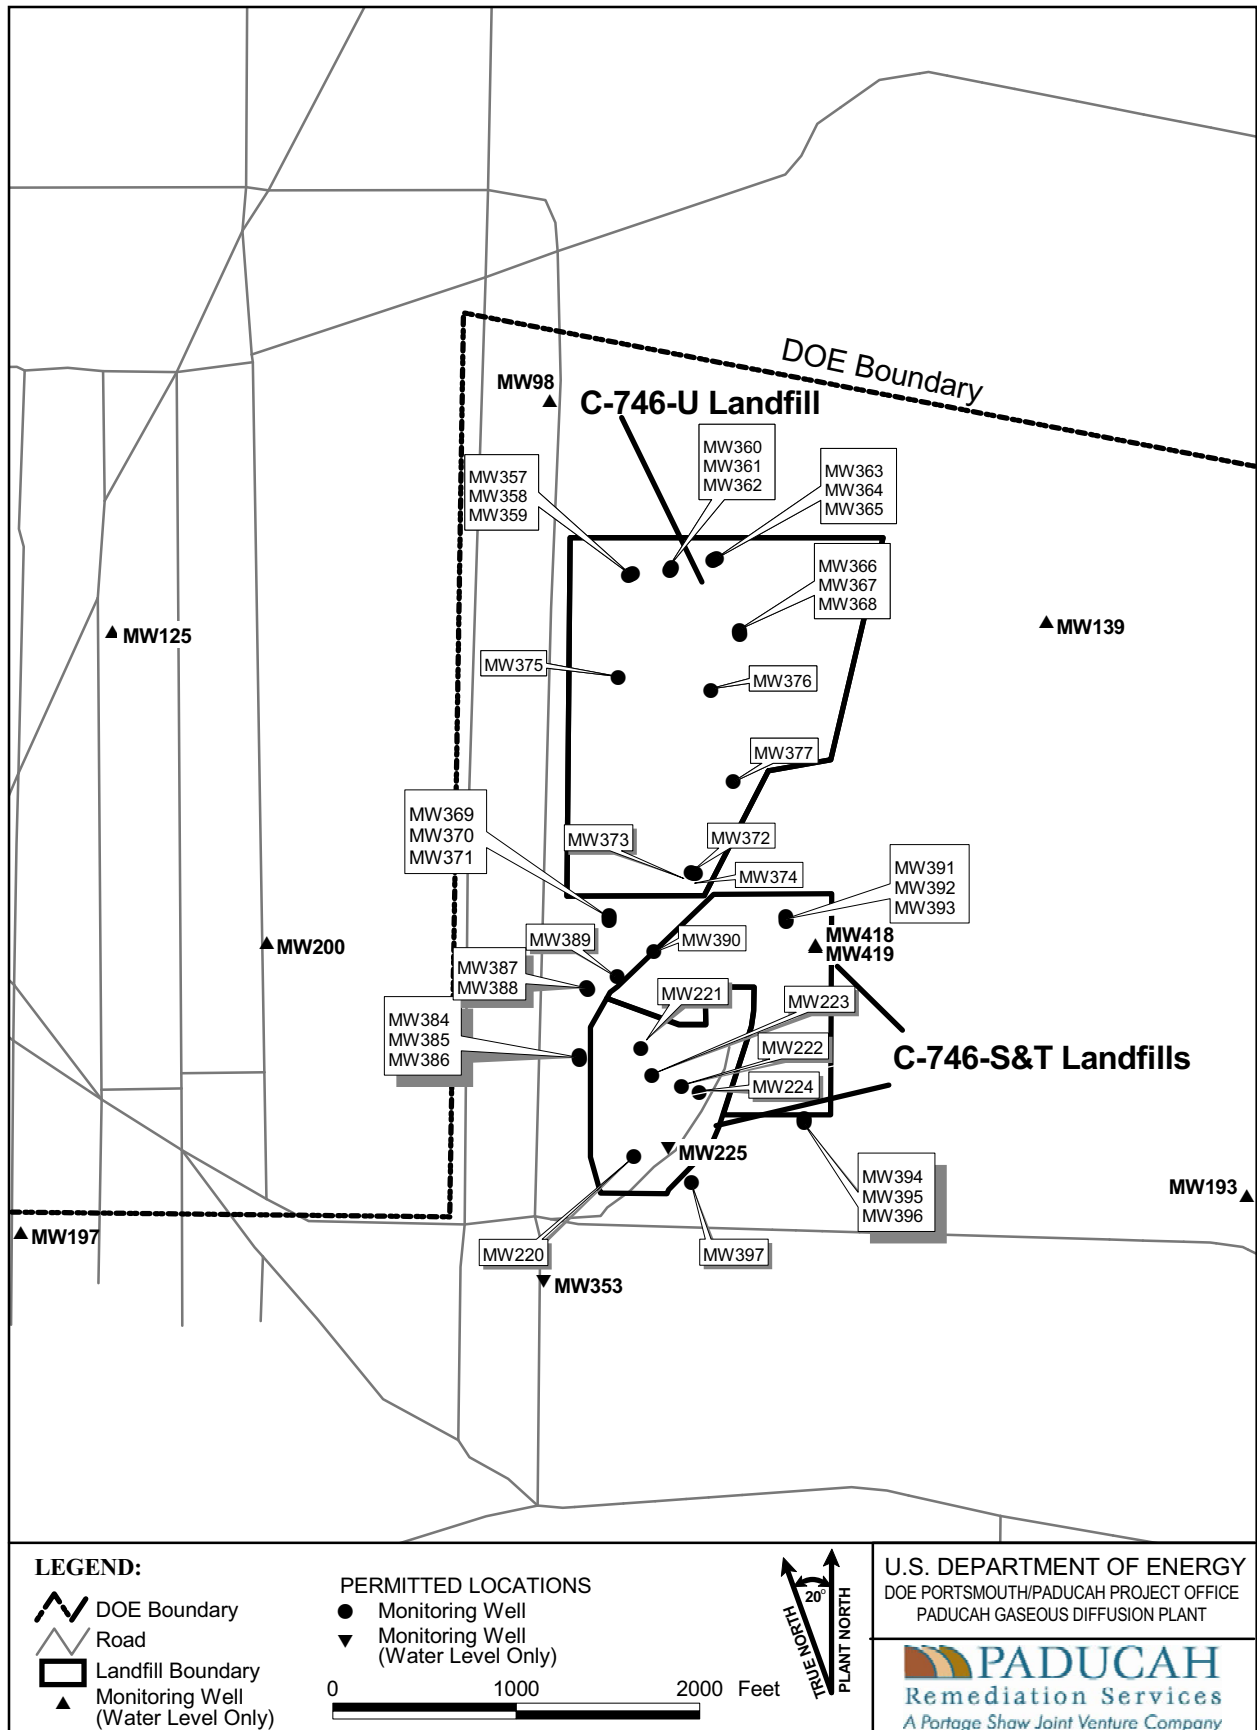 DOE Boundary
MW98
C-746-U Landfill
MW360
MW361
MW362
MW357
MW358
MW359
MW363
MW364
MW365
MW366
MW367
MW368
MW125
MW139
MW375
MW376
MW377
MW369
MW370
MW371
MW373
MW372
MW374
MW391
MW392
MW393
MW418
MW419
MW389
MW390
MW200
MW387
MW388
MW221
MW223
MW384
MW385
MW386
MW222
C-746-S&T Landfills
MW224
MW225
MW394
MW395
MW396
MW193
MW197
MW220
MW397
MW353
LEGEND:
DOE Boundary
Road
Landfill Boundary
Monitoring Well
(Water Level Only)
PERMITTED LOCATIONS
Monitoring Well
Monitoring Well
(Water Level Only)
0 1000 2000 Feet
20°
TRUE NORTH
PLANT NORTH
U.S. DEPARTMENT OF ENERGY
DOE PORTSMOUTH/PADUCAH PROJECT OFFICE
PADUCAH GASEOUS DIFFUSION PLANT
PADUCAH
Remediation Services
A Portage Shaw Joint Venture Company